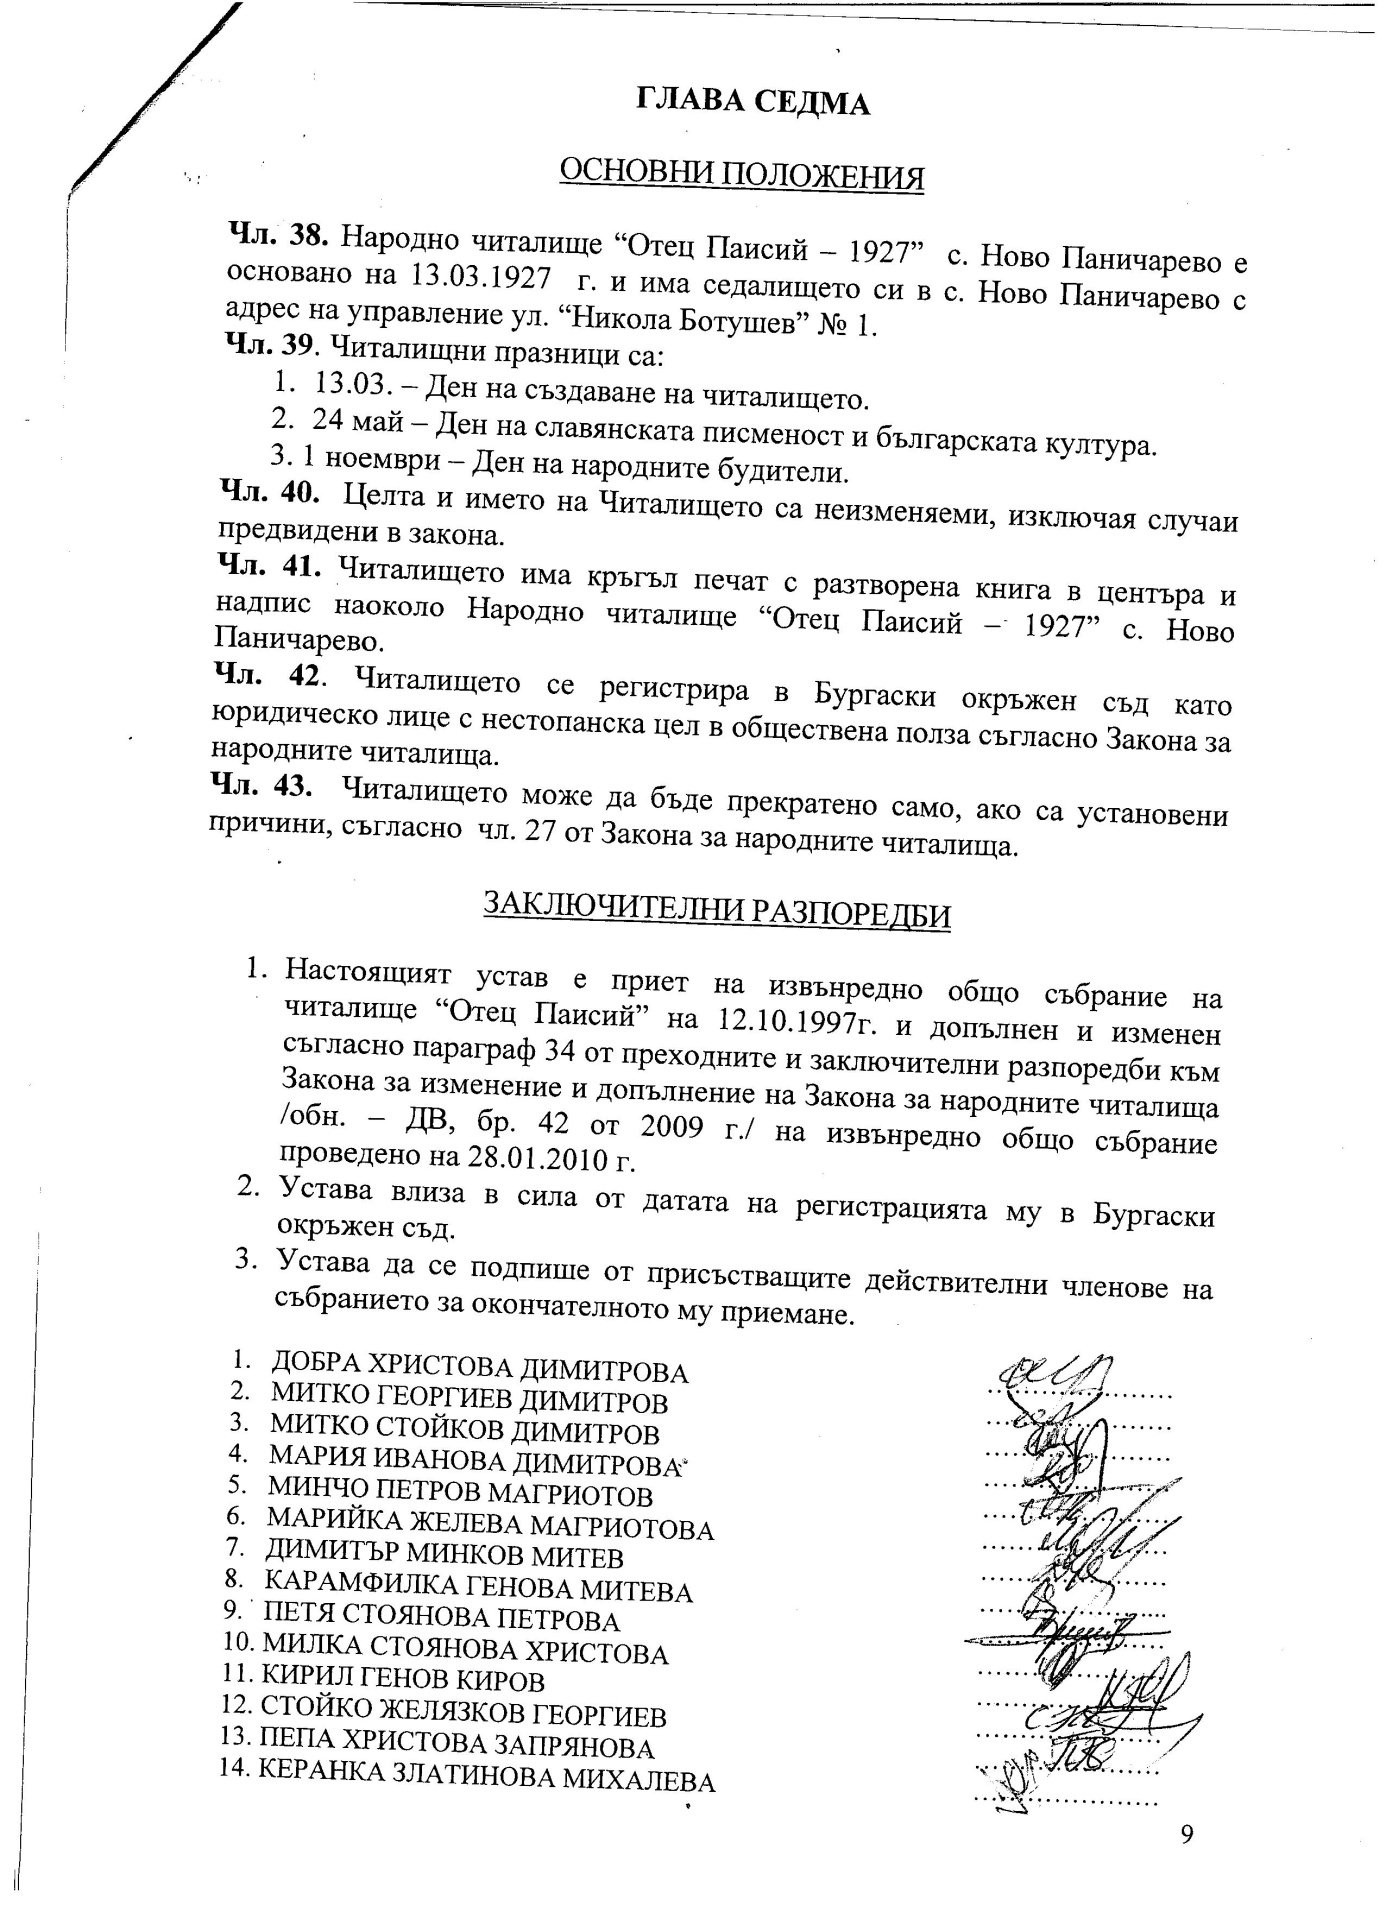 ГЛАВА СЕДМА
ОСНОВНИ ПОЛОЖЕНИЯ
Чл. 38. Народно читалище “Отец Паисий – 1927” с. Ново Паничарево е
основано на 13.03.1927 г. и има седалището си в с. Ново Паничарево с
адрес на управление ул. “Никола Ботушев” № 1.
Чл. 39. Читалищни празници са:
1. 13.03. – Ден на създаване на читалището.
2. 24 май – Ден на славянската писменост и българската култура.
3. 1 ноември – Ден на народните будители.
Чл. 40. Целта и името на Читалището са неизменяеми, изключая случаи
предвидени в закона.
Чл. 41. Читалището има кръгъл печат с разтворена книга в центъра и
надпис наоколо Народно читалище “Отец Паисий – 1927” с. Ново
Паничарево.
Чл. 42. Читалището се регистрира в Бургаски окръжен съд като
юридическо лице с нестопанска цел в обществена полза съгласно Закона за
народните читалища.
Чл. 43. Читалището може да бъде прекратено само, ако са установени
причини, съгласно чл. 27 от Закона за народните читалища.
ЗАКЛЮЧИТЕЛНИ РАЗПОРЕДБИ
1. Настоящият устав е приет на извънредно общо събрание на
читалище “Отец Паисий” на 12.10.1997г. и допълнен и изменен
съгласно параграф 34 от преходните и заключителни разпоредби към
Закона за изменение и допълнение на Закона за народните читалища
/обн. – ДВ, бр. 42 от 2009 г./ на извънредно общо събрание
проведено на 28.01.2010 г.
2. Устава влиза в сила от датата на регистрацията му в Бургаски
окръжен съд.
3. Устава да се подпише от присъстващите действителни членове на
събранието за окончателното му приемане.
1. ДОБРА ХРИСТОВА ДИМИТРОВА
2. МИТКО ГЕОРГИЕВ ДИМИТРОВ
3. МИТКО СТОЙКОВ ДИМИТРОВ
4. МАРИЯ ИВАНОВА ДИМИТРОВА
5. МИНЧО ПЕТРОВ МАГРИОТОВ
6. МАРИЙКА ЖЕЛЕВА МАГРИОТОВА
7. ДИМИТЪР МИНКОВ МИТЕВ
8. КАРАМФИЛКА ГЕНОВА МИТЕВА
9. ПЕТЯ СТОЯНОВА ПЕТРОВА
10. МИЛКА СТОЯНОВА ХРИСТОВА
11. КИРИЛ ГЕНОВ КИРОВ
12. СТОЙКО ЖЕЛЯЗКОВ ГЕОРГИЕВ
13. ПЕПА ХРИСТОВА ЗАПРЯНОВА
14. КЕРАНКА ЗЛАТИНОВА МИХАЛЕВА
9